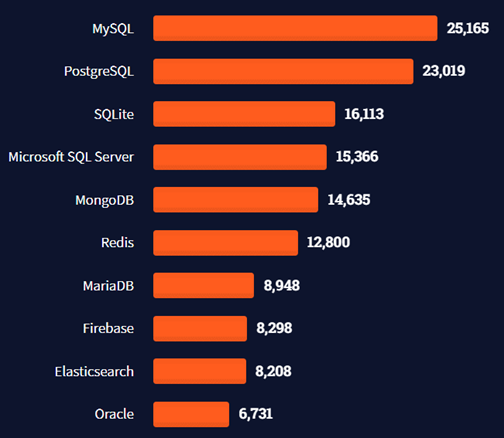 MySQL 25,165
PostgreSQL 23,019
SQLite 16,113
Microsoft SQL Server 15,366
MongoDB 14,635
Redis 12,800
MariaDB 8,948
Firebase 8,298
Elasticsearch 8,208
Oracle 6,731